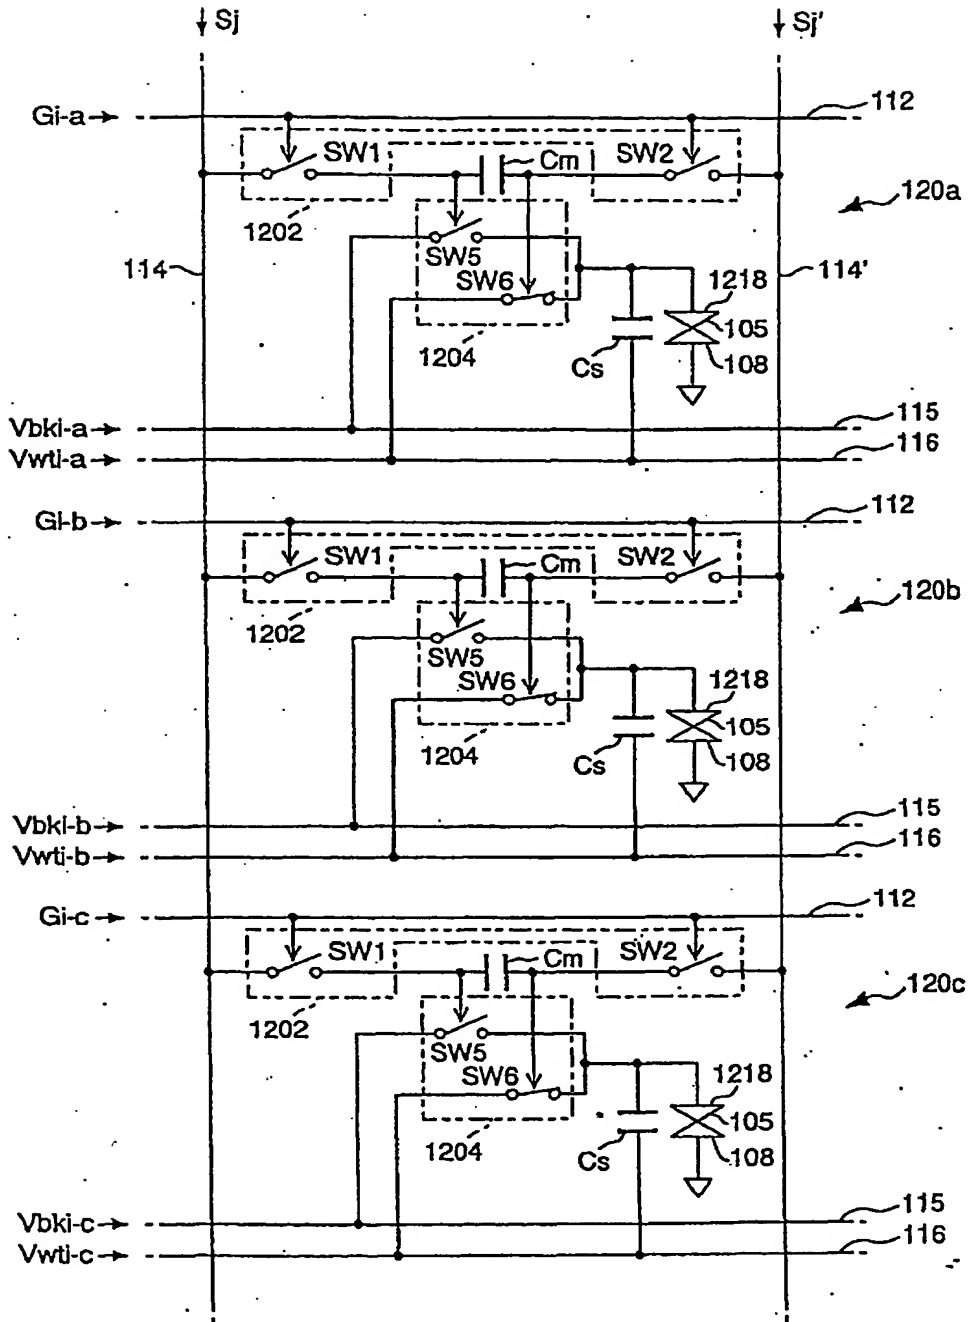 Sj Sj'
Gi-a 112
SW1 Cm SW2
120a
1202
SW5
114 114'
SW6 1218
105
1204 Cs 108
Vbki-a 115
Vwti-a 116
Gi-b 112
SW1 Cm SW2
120b
1202
SW5
SW6 1218
105
1204 Cs 108
Vbki-b 115
Vwti-b 116
Gi-c 112
SW1 Cm SW2
120c
1202
SW5
SW6 1218
105
1204 Cs 108
Vbki-c 115
Vwti-c 116